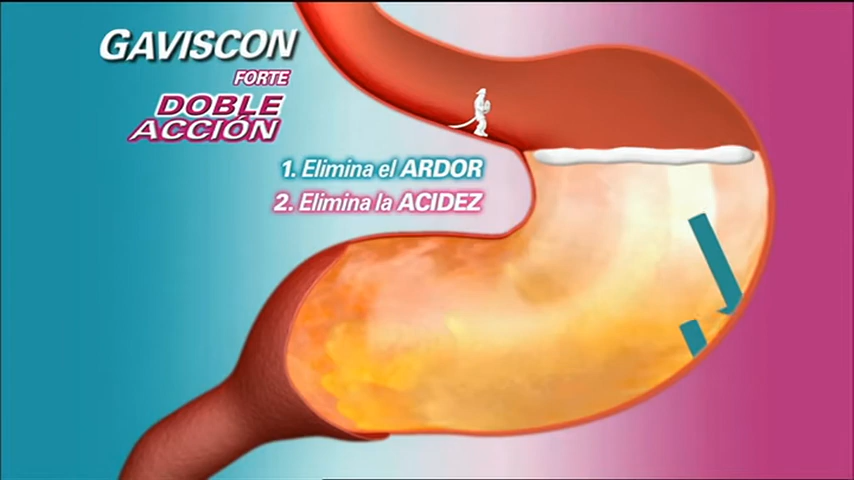 GAVISCON
FORTE
DOBLE
ACCIÓN
1. Elimina el ARDOR
2. Elimina la ACIDEZ